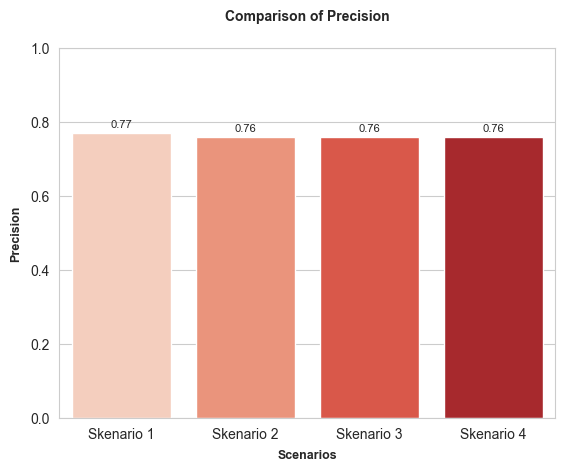 Comparison of Precision
1.0
0.8
0.6
0.4
0.2
0.0
Precision
0.77
0.76
0.76
0.76
Skenario 1
Skenario 2
Skenario 3
Skenario 4
Scenarios